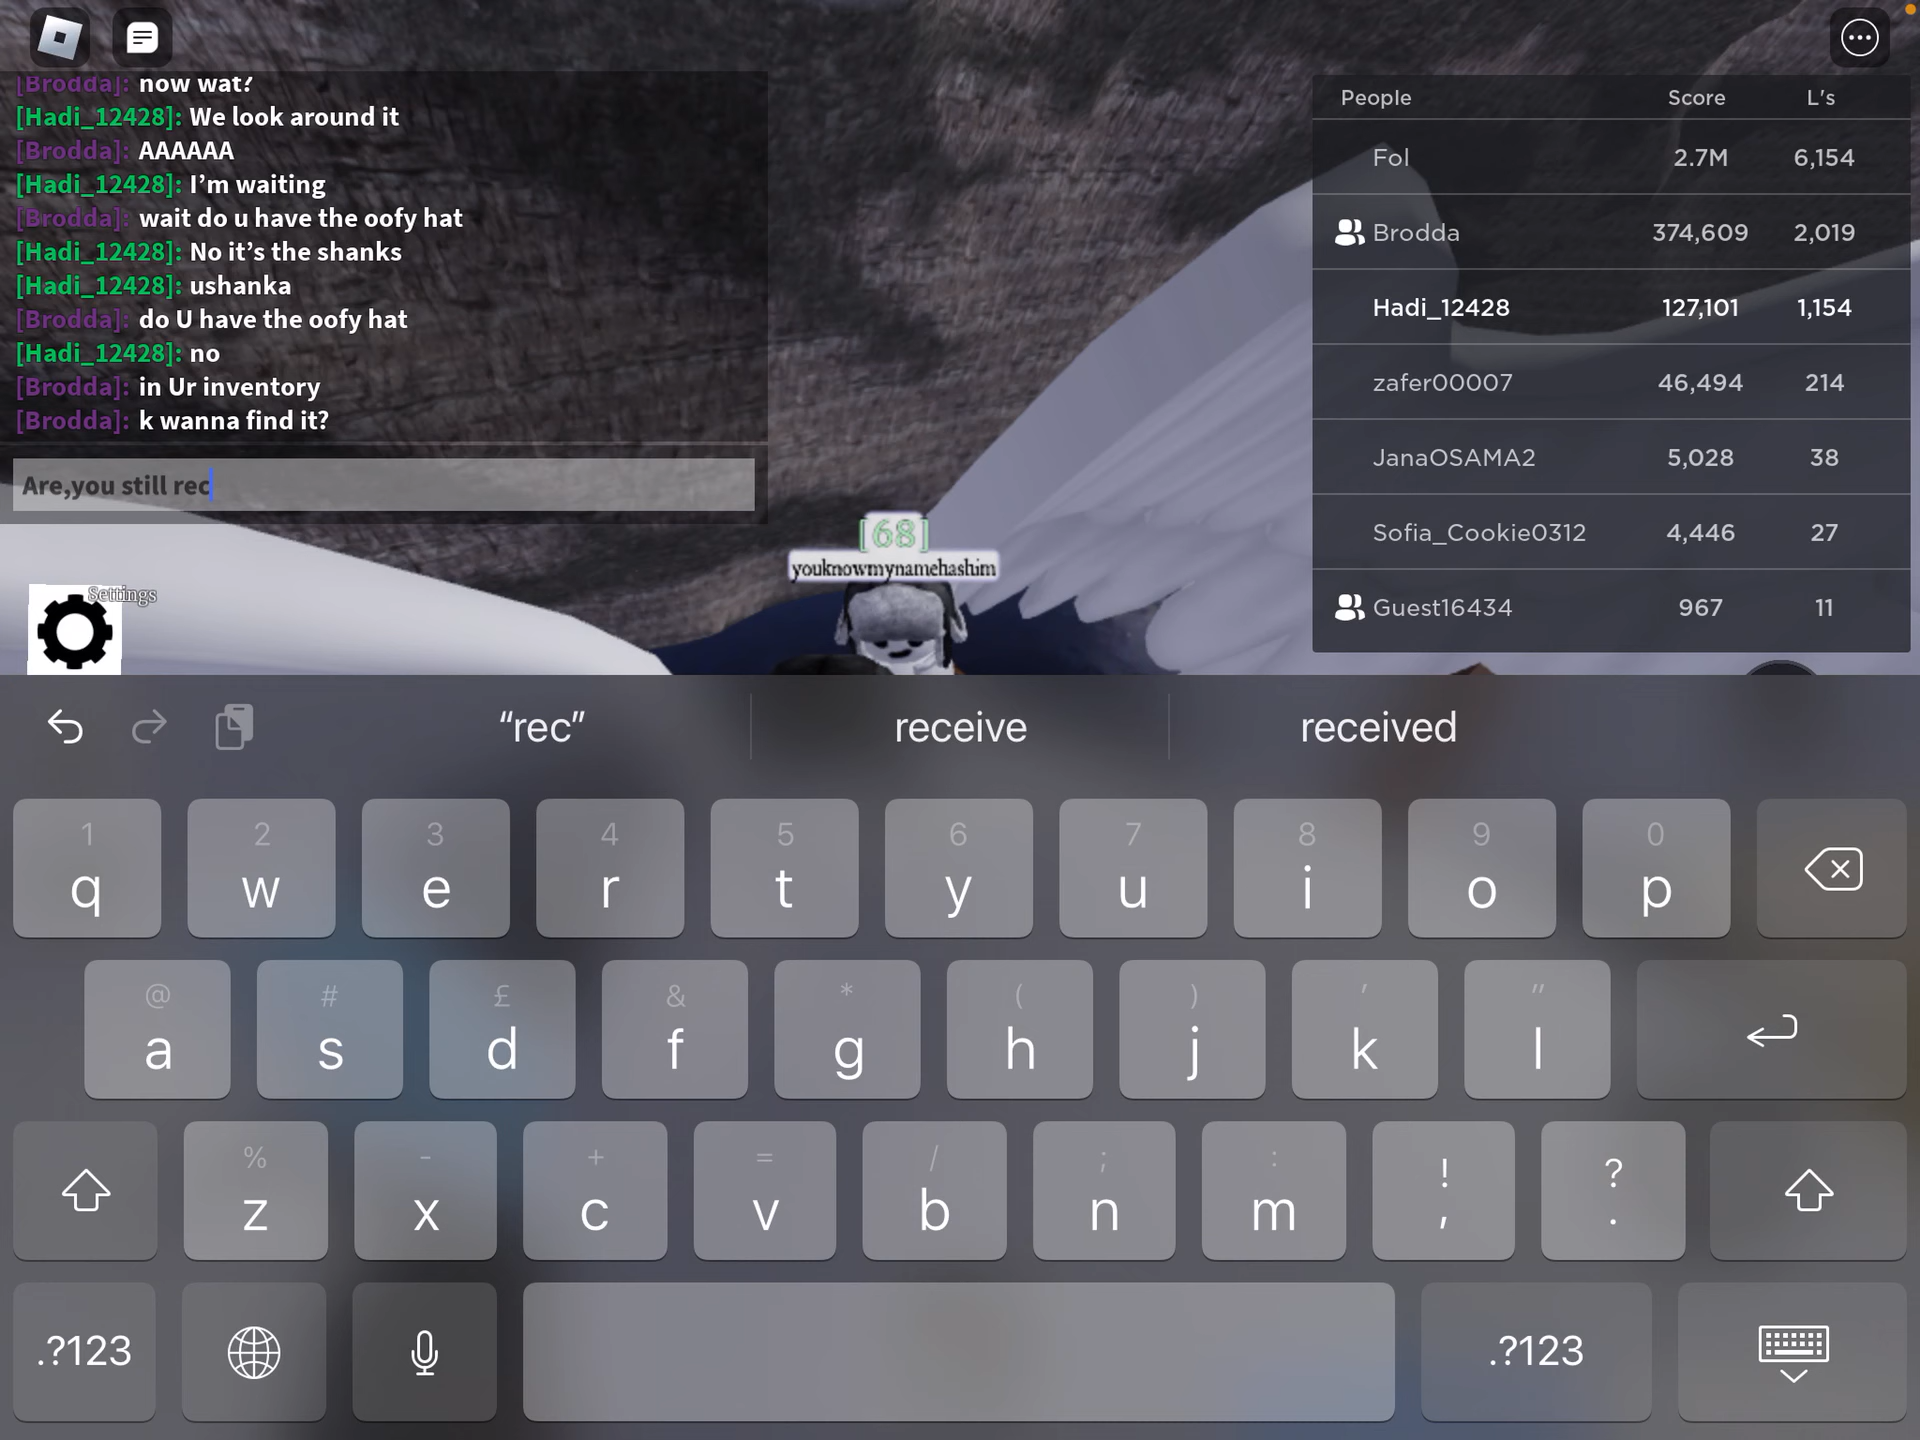 [Brodda]: now wat?
[Hadi_12428]: We look around it
[Brodda]: AAAAAA
[Hadi_12428]: I’m waiting
[Brodda]: wait do u have the oofy hat
[Hadi_12428]: No it’s the shanks
[Hadi_12428]: ushanka
[Brodda]: do U have the oofy hat
[Hadi_12428]: no
[Brodda]: in Ur inventory
[Brodda]: k wanna find it?
Are,you still rec
People Score L's
Fol 2.7M 6,154
Brodda 374,609 2,019
Hadi_12428 127,101 1,154
zafer00007 46,494 214
JanaOSAMA2 5,028 38
Sofia_Cookie0312 4,446 27
Guest16434 967 11
[68]
youknowmynamehashim
Settings
“rec” receive received
1 2 3 4 5 6 7 8 9 0
q w e r t y u i o p
@ # £ & * ( ) ' "
a s d f g h j k l
% - + = / ; : ! ?
z x c v b n m , .
.?123 .?123